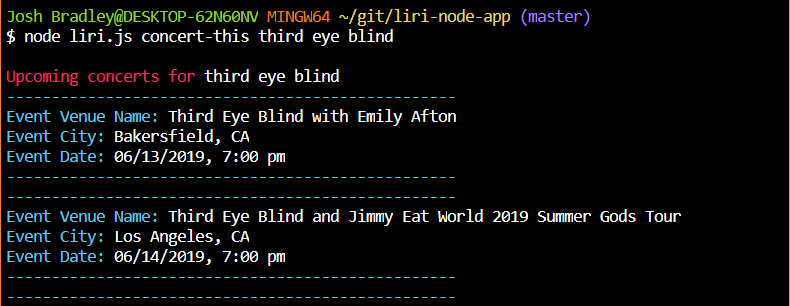 Josh Bradley@DESKTOP-62N60NV MINGW64 ~/git/liri-node-app (master)
$ node liri.js concert-this third eye blind
Upcoming concerts for third eye blind
---------------------------------------------
Event Venue Name: Third Eye Blind with Emily Afton
Event City: Bakersfield, CA
Event Date: 06/13/2019, 7:00 pm
---------------------------------------------
---------------------------------------------
Event Venue Name: Third Eye Blind and Jimmy Eat World 2019 Summer Gods Tour
Event City: Los Angeles, CA
Event Date: 06/14/2019, 7:00 pm
---------------------------------------------
---------------------------------------------